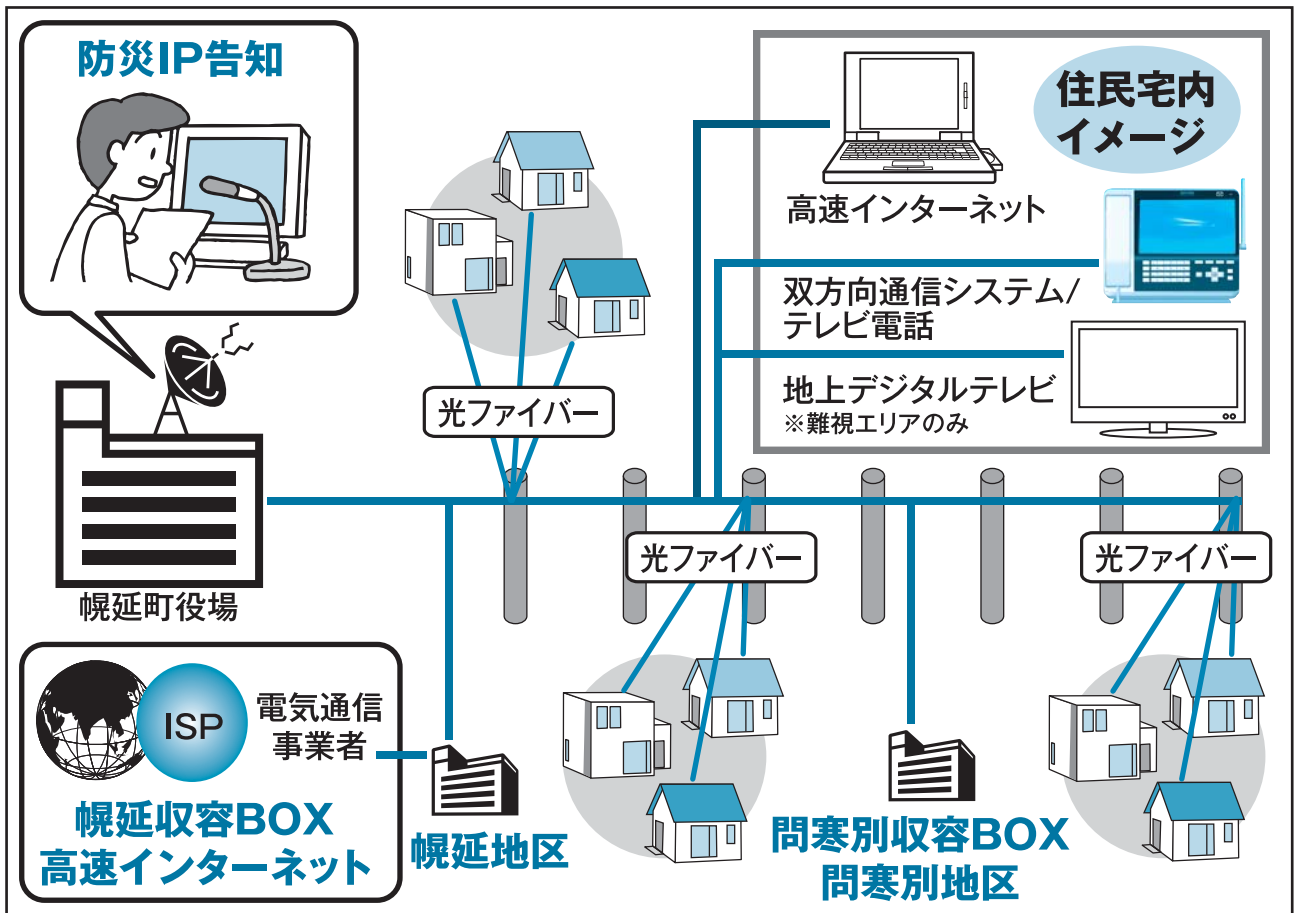 防災IP告知
住民宅内
イメージ
高速インターネット
双方向通信システム/
テレビ電話
地上デジタルテレビ
※難視エリアのみ
光ファイバー
光ファイバー
光ファイバー
幌延町役場
ISP
電気通信
事業者
幌延収容BOX
高速インターネット
幌延地区
問寒別収容BOX
問寒別地区